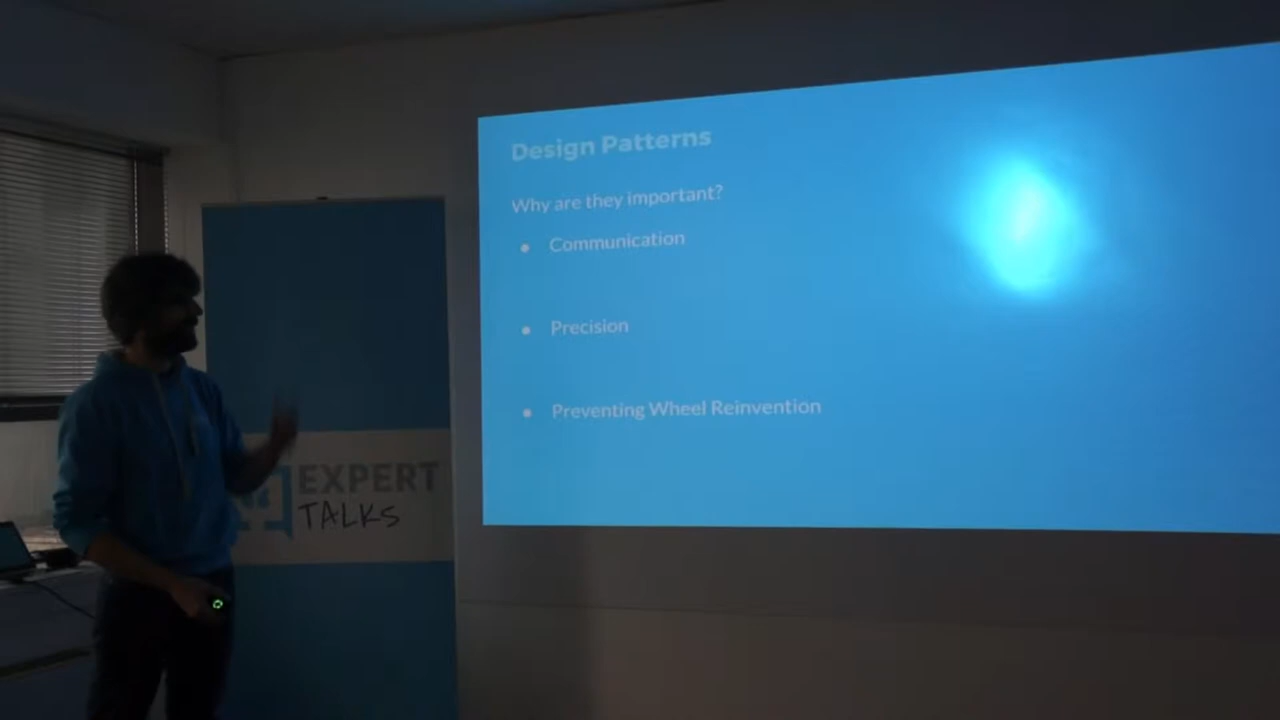 Design Patterns
Why are they important?
Communication
Precision
Preventing Wheel Reinvention
EXPERT
TALKS